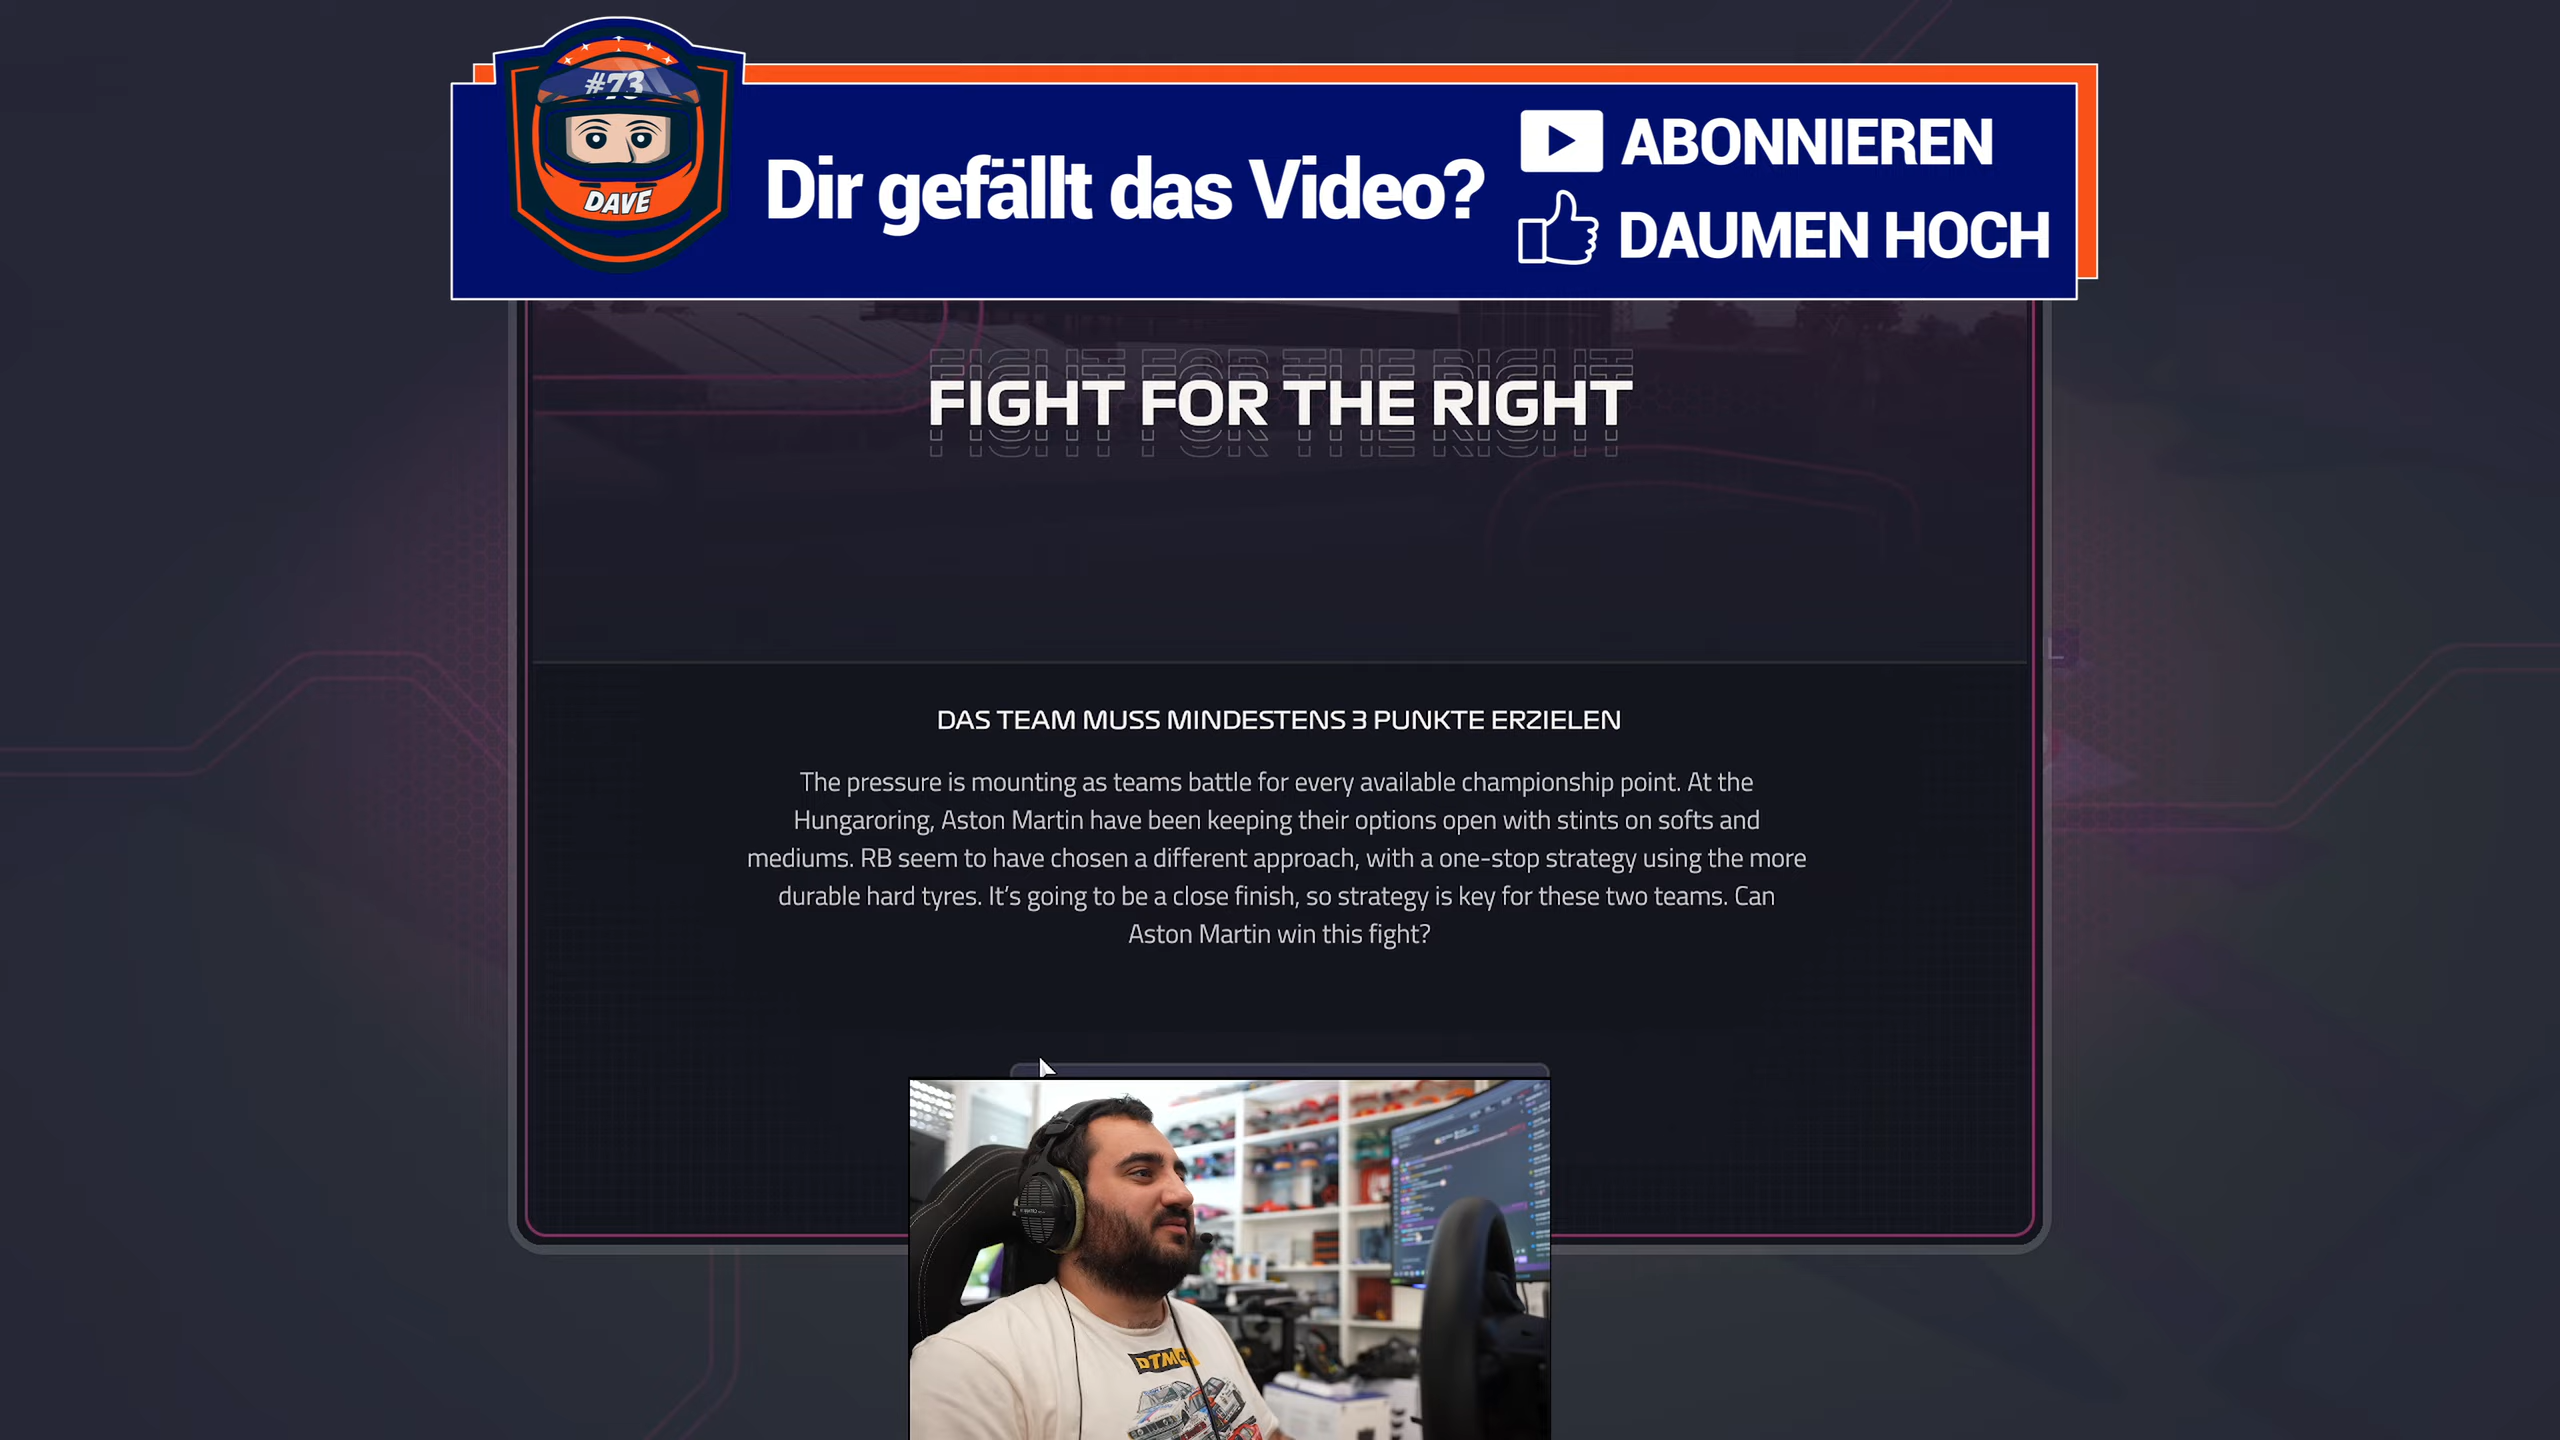 #73
DAVE
Dir gefällt das Video?
ABONNIEREN
DAUMEN HOCH
FIGHT FOR THE RIGHT
DAS TEAM MUSS MINDESTENS 3 PUNKTE ERZIELEN
The pressure is mounting as teams battle for every available championship point. At the
Hungaroring, Aston Martin have been keeping their options open with stints on softs and
mediums. RB seem to have chosen a different approach, with a one-stop strategy using the more
durable hard tyres. It's going to be a close finish, so strategy is key for these two teams. Can
Aston Martin win this fight?
DTM